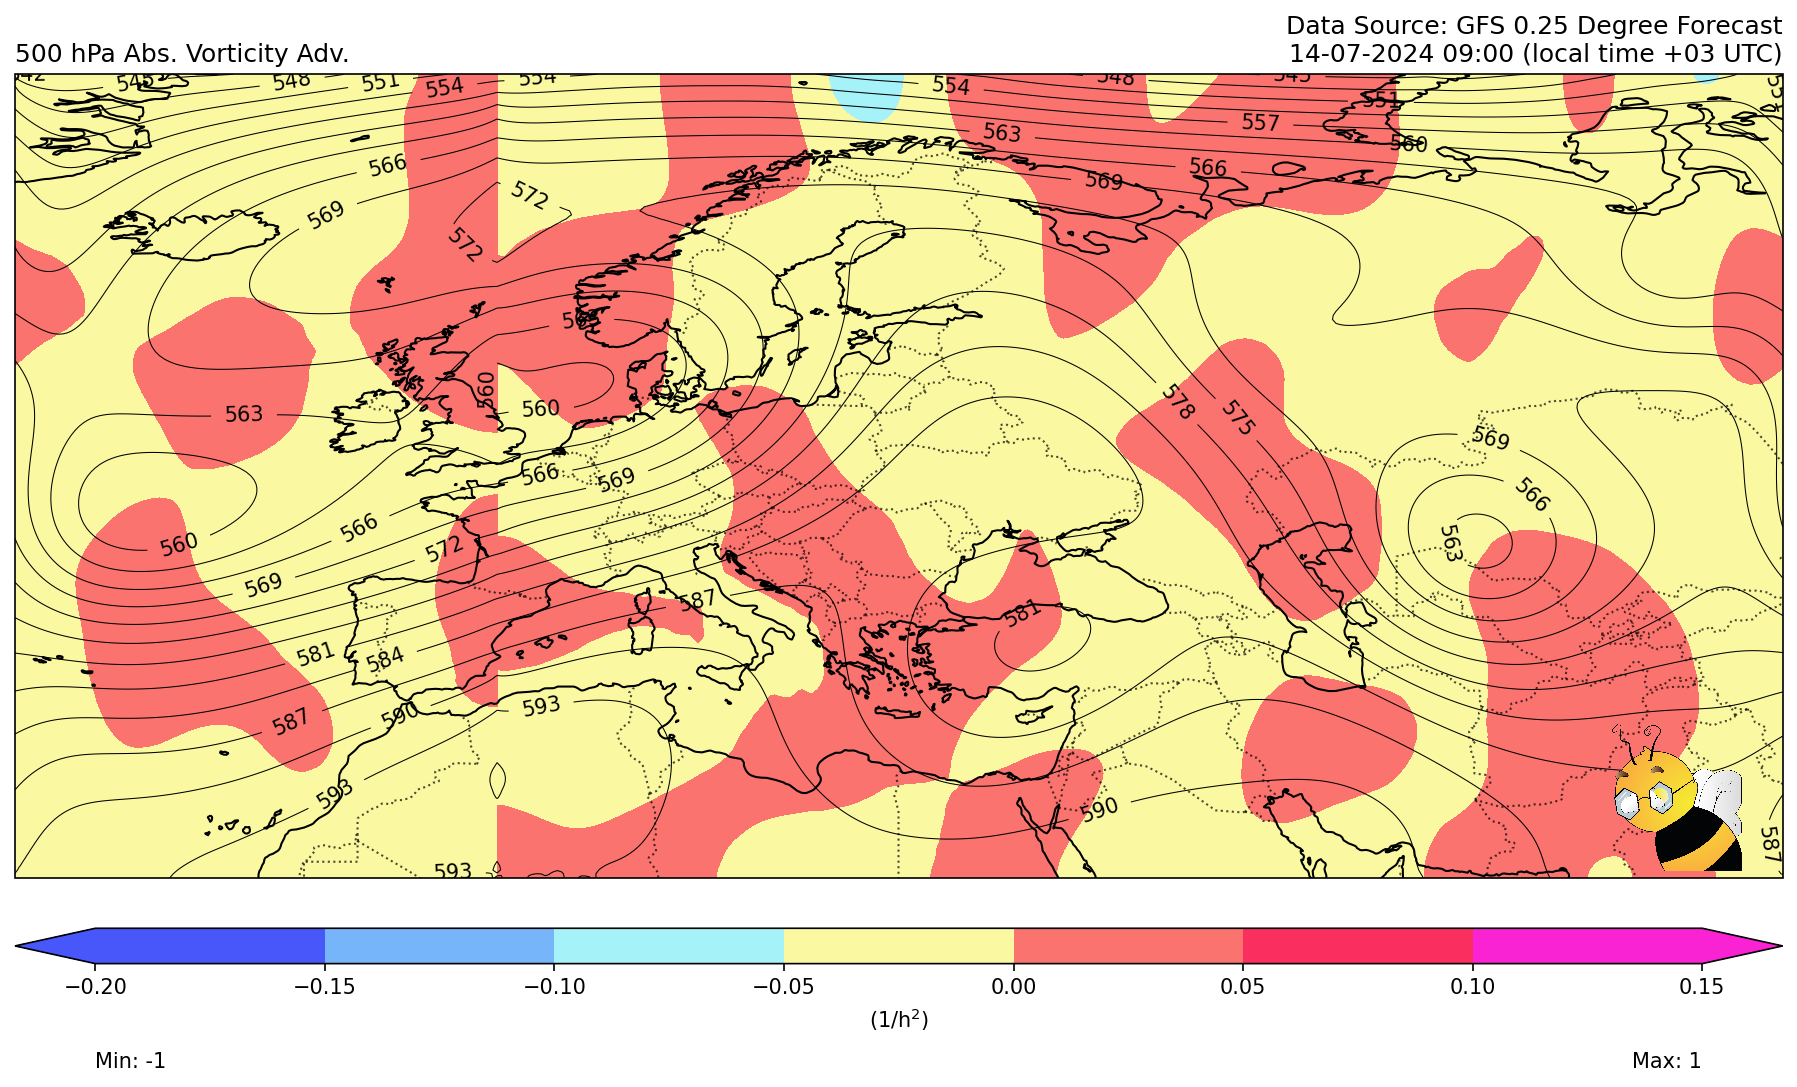 Data Source: GFS 0.25 Degree Forecast
500 hPa Abs. Vorticity Adv.
14-07-2024 09:00 (local time +03 UTC)
548 551 554 554 554 548 545
551
563 557 560
566 566
572 569
569
572
560 560
563 578 575
569
566 569 566
566 560 572 563
569
587
581
581 584
593
587 590
593 590
587
593
−0.20 −0.15 −0.10 −0.05 0.00 0.05 0.10 0.15
(1/h²)
Min: -1 Max: 1